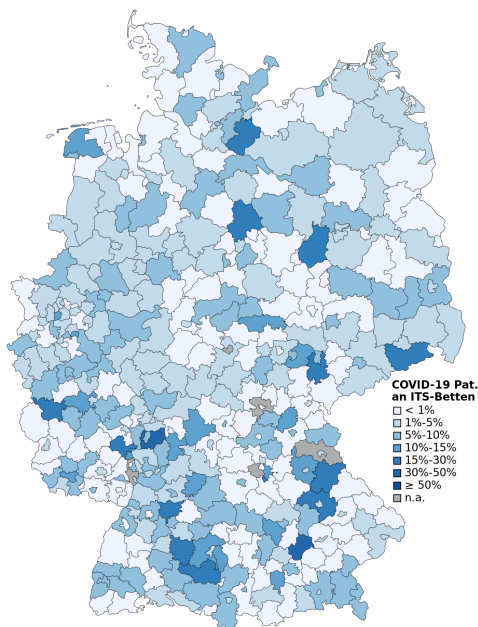 COVID-19 Pat.
an ITS-Betten
< 1%
1%-5%
5%-10%
10%-15%
15%-30%
30%-50%
≥ 50%
n.a.